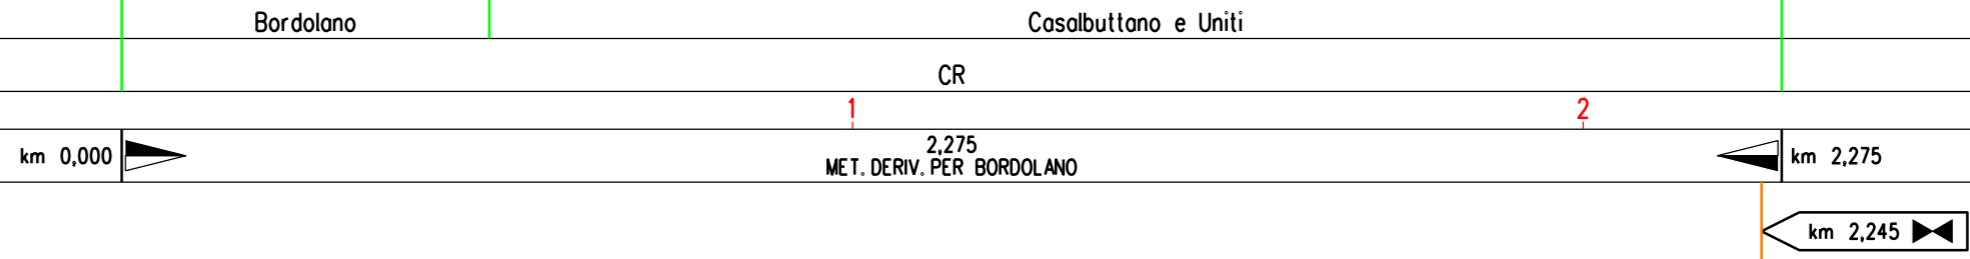 Bordolano Casalbuttano e Uniti
CR
1 2
km 0,000 2,275 km 2,275
MET. DERIV. PER BORDOLANO
km 2,245